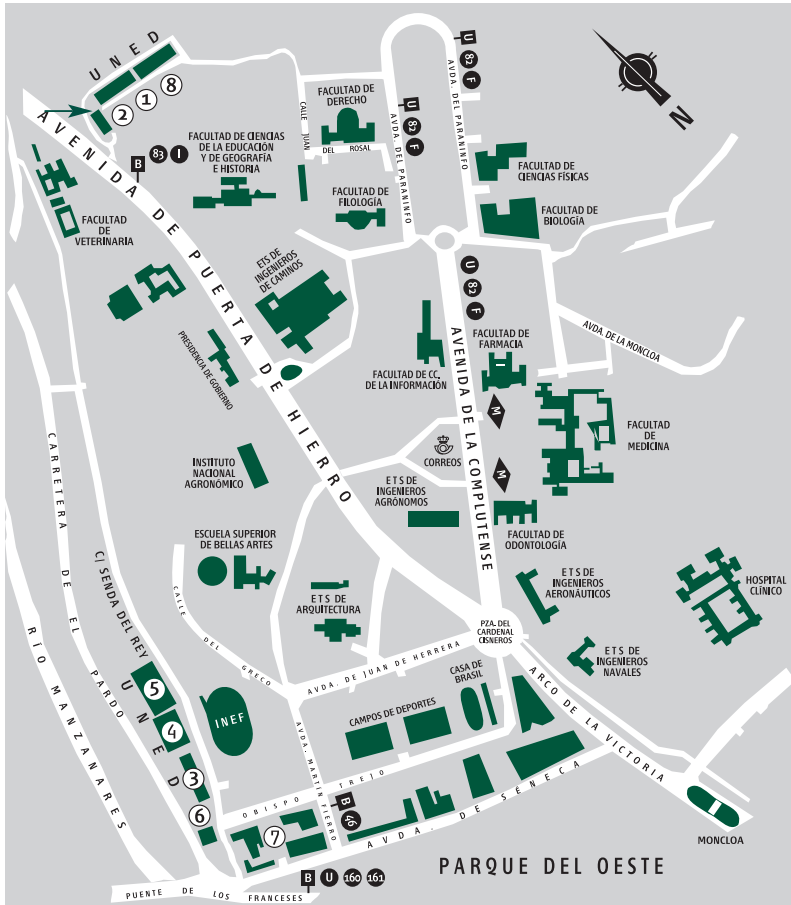 UNED
2
1
8
U
82
F
U
82
F
AVDA. DEL PARANINFO
AVDA. DEL PARANINFO
N
FACULTAD DE
DERECHO
CALLE JUAN
DEL ROSAL
FACULTAD DE CIENCIAS
DE LA EDUCACIÓN
Y DE GEOGRAFÍA
E HISTORIA
B
83
I
AVENIDA DE PUERTA DE HIERRO
FACULTAD DE
CIENCIAS FÍSICAS
FACULTAD DE
FILOLOGÍA
FACULTAD DE
BIOLOGÍA
FACULTAD
DE
VETERINARIA
ETS DE
INGENIEROS
DE CAMINOS
U
82
F
AVENIDA DE LA COMPLUTENSE
AVDA. DE LA MONCLOA
FACULTAD DE
FARMACIA
PRESIDENCIA DE GOBIERNO
FACULTAD DE CC.
DE LA INFORMACIÓN
M
FACULTAD
DE
MEDICINA
CORREOS
M
INSTITUTO
NACIONAL
AGRONÓMICO
ETS DE
INGENIEROS
AGRÓNOMOS
CARRETERA DE EL PARDO
ESCUELA SUPERIOR
DE BELLAS ARTES
FACULTAD DE
ODONTOLOGÍA
C/ SENDA DEL REY
CALLE DEL GRECO
ETS DE
ARQUITECTURA
ETS DE
INGENIEROS
AERONÁUTICOS
HOSPITAL
CLÍNICO
PZA. DEL
CARDENAL
CISNEROS
RÍO MANZANARES
AVDA. DE JUAN DE HERRERA
ETS DE
INGENIEROS
NAVALES
UNED
5
4
3
6
INEF
CASA DE
BRASIL
CAMPOS DE DEPORTES
ARCO DE LA VICTORIA
AVDA. MARTIN FIERRO
OBISPO TREJO
B
46
7
AVDA. DE SÉNECA
MONCLOA
PARQUE DEL OESTE
B
U
160
161
PUENTE DE LOS FRANCESES